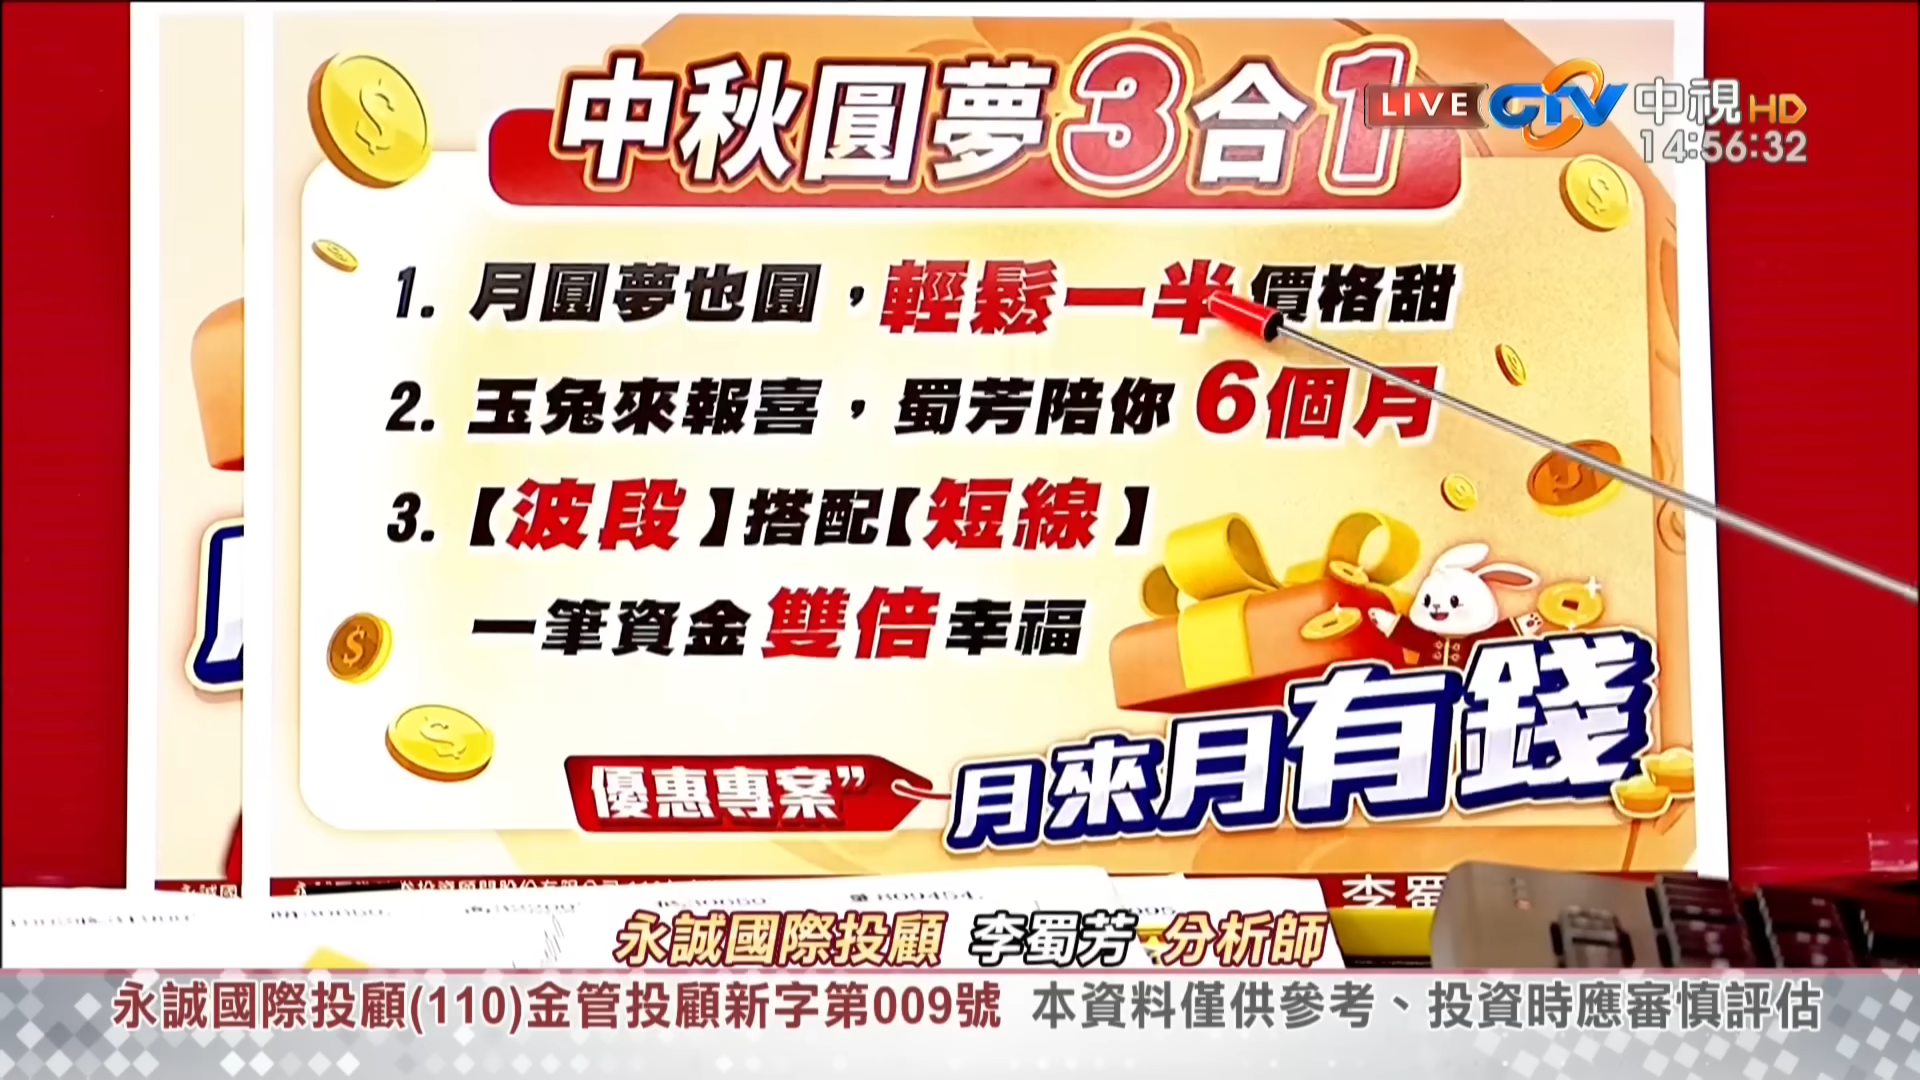 中秋圓夢3合1
LIVE CTV 中視HD
14:56:32
1. 月圓夢也圓，輕鬆一半價格甜
2. 玉兔來報喜，蜀芳陪你6個月
3.【波段】搭配【短線】
一筆資金雙倍幸福
優惠專案”
月來月有錢
李蜀
永誠國際投顧 李蜀芳 分析師
永誠國際投顧(110)金管投顧新字第009號 本資料僅供參考、投資時應審慎評估